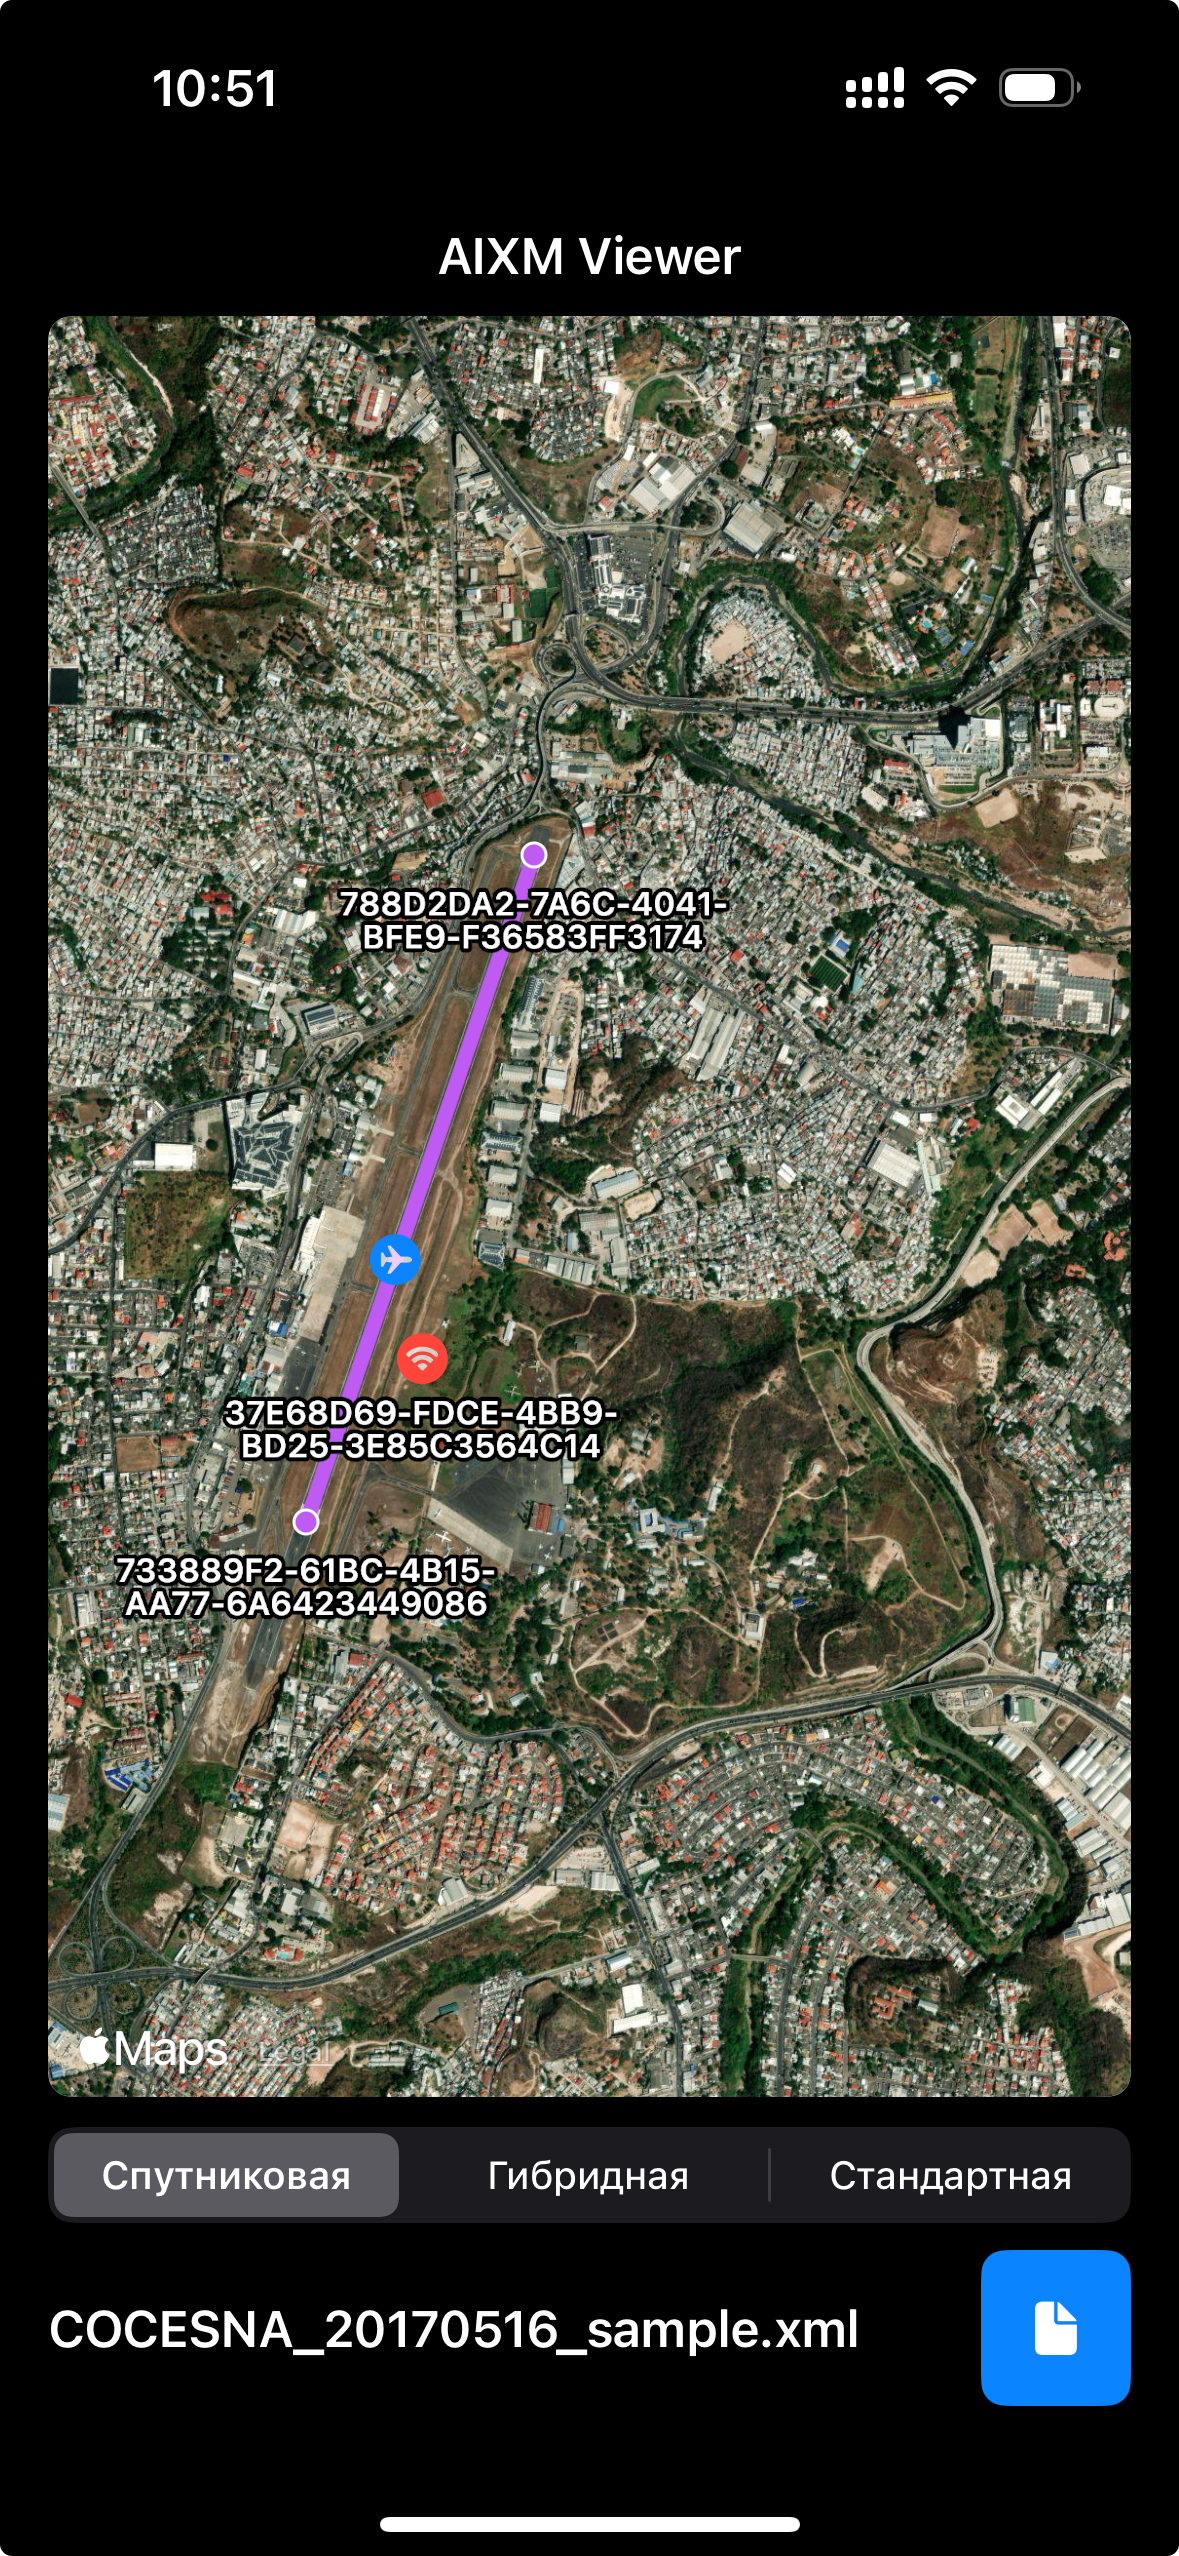 10:51
AIXM Viewer
788D2DA2-7A6C-4041-
BFE9-F36583FF3174
37E68D69-FDCE-4BB9-
BD25-3E85C3564C14
733889F2-61BC-4B15-
AA77-6A6423449086
Maps Legal
Спутниковая Гибридная Стандартная
COCESNA_20170516_sample.xml